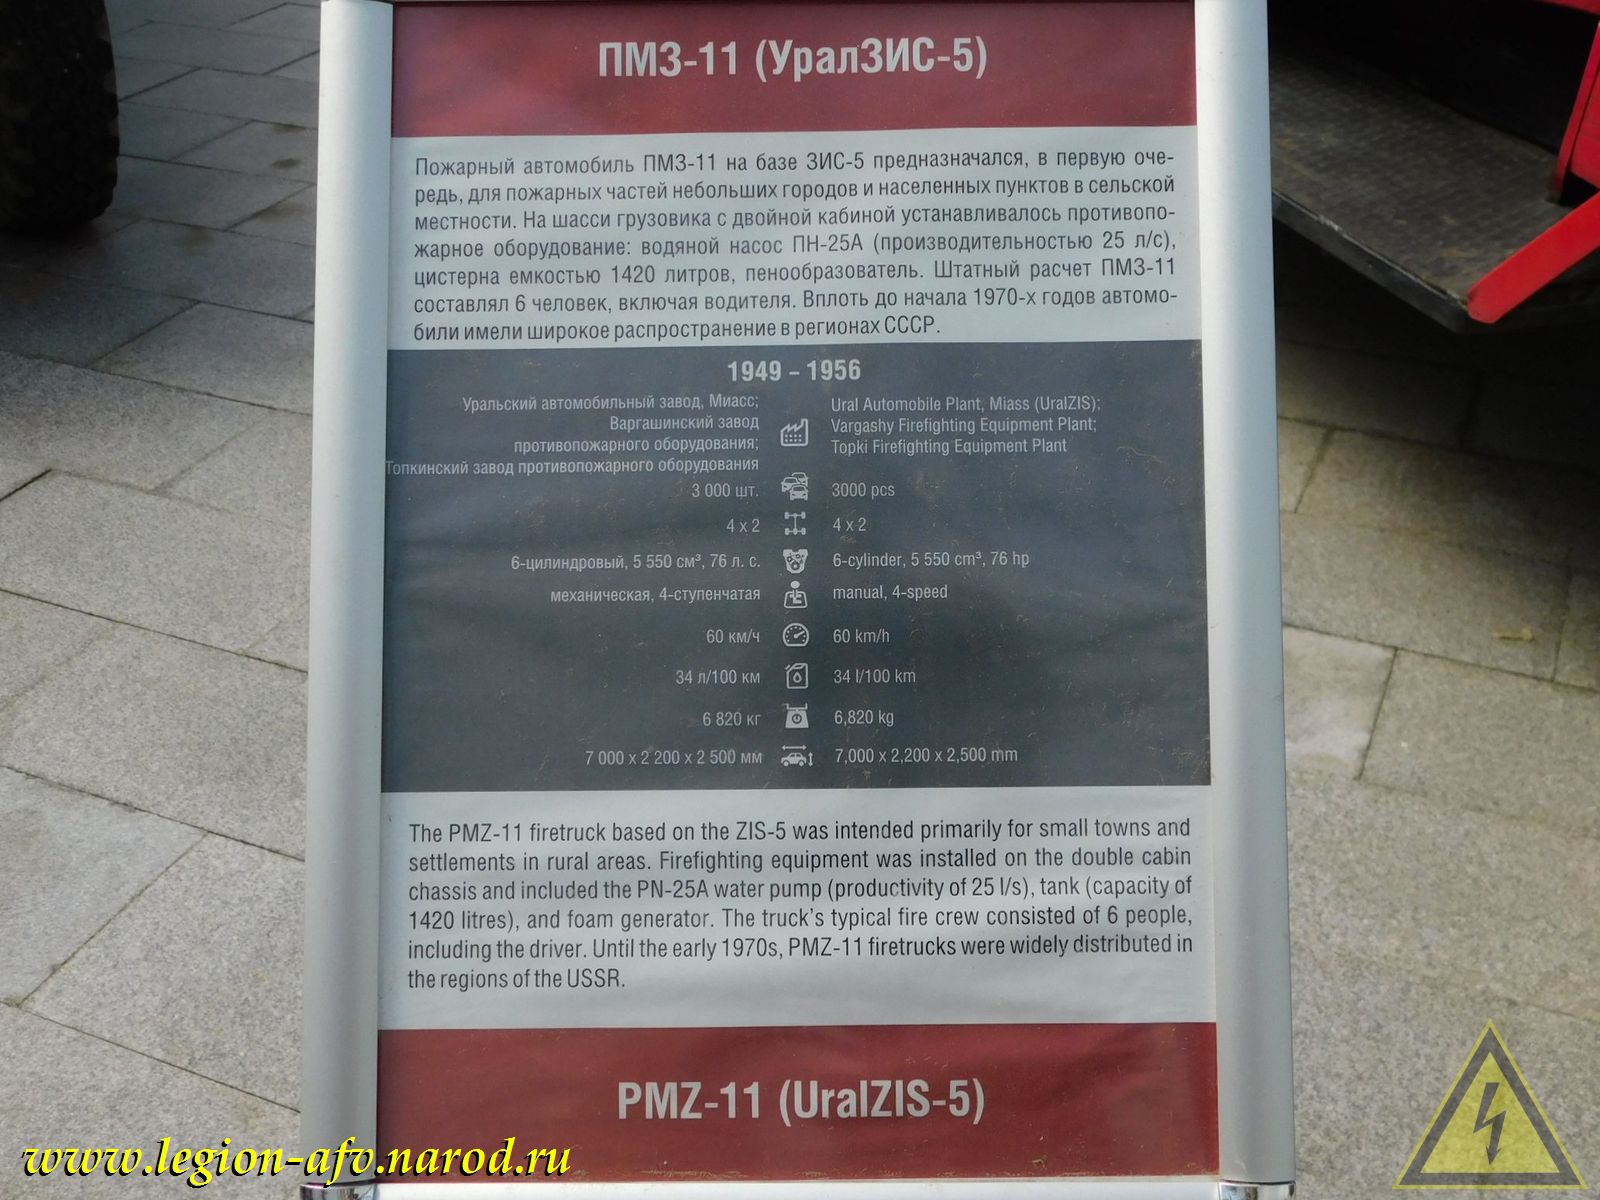 ПМЗ-11 (УралЗИС-5)
Пожарный автомобиль ПМЗ-11 на базе ЗИС-5 предназначался, в первую оче-
редь, для пожарных частей небольших городов и населенных пунктов в сельской
местности. На шасси грузовика с двойной кабиной устанавливалось противопо-
жарное оборудование: водяной насос ПН-25А (производительностью 25 л/с),
цистерна емкостью 1420 литров, пенообразователь. Штатный расчет ПМЗ-11
составлял 6 человек, включая водителя. Вплоть до начала 1970-х годов автомо-
били имели широкое распространение в регионах СССР.
1949 – 1956
Уральский автомобильный завод, Миасс;
Варгашинский завод
противопожарного оборудования;
Топкинский завод противопожарного оборудования
Ural Automobile Plant, Miass (UralZIS);
Vargashy Firefighting Equipment Plant;
Topki Firefighting Equipment Plant
3 000 шт.
3000 pcs
4 x 2
4 x 2
6-цилиндровый, 5 550 см³, 76 л. с.
6-cylinder, 5 550 cm³, 76 hp
механическая, 4-ступенчатая
manual, 4-speed
60 км/ч
60 km/h
34 л/100 км
34 l/100 km
6 820 кг
6,820 kg
7 000 x 2 200 x 2 500 мм
7,000 x 2,200 x 2,500 mm
The PMZ-11 firetruck based on the ZIS-5 was intended primarily for small towns and
settlements in rural areas. Firefighting equipment was installed on the double cabin
chassis and included the PN-25A water pump (productivity of 25 l/s), tank (capacity of
1420 litres), and foam generator. The truck's typical fire crew consisted of 6 people,
including the driver. Until the early 1970s, PMZ-11 firetrucks were widely distributed in
the regions of the USSR.
PMZ-11 (UralZIS-5)
www.legion-afv.narod.ru